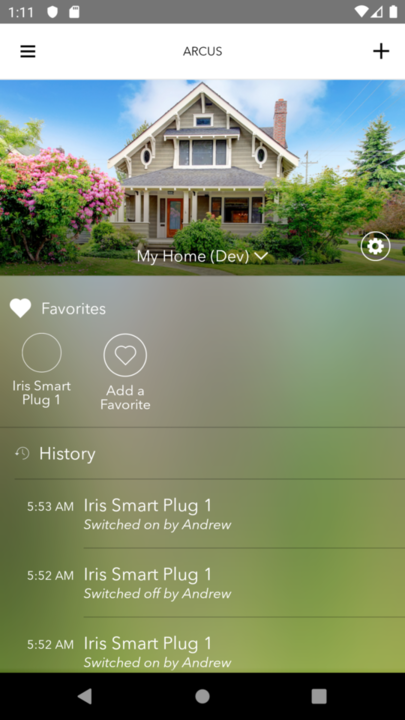 1:11
ARCUS
My Home (Dev)
Favorites
Iris Smart
Plug 1
Add a
Favorite
History
5:53 AM Iris Smart Plug 1
Switched on by Andrew
5:52 AM Iris Smart Plug 1
Switched off by Andrew
5:52 AM Iris Smart Plug 1
Switched on by Andrew